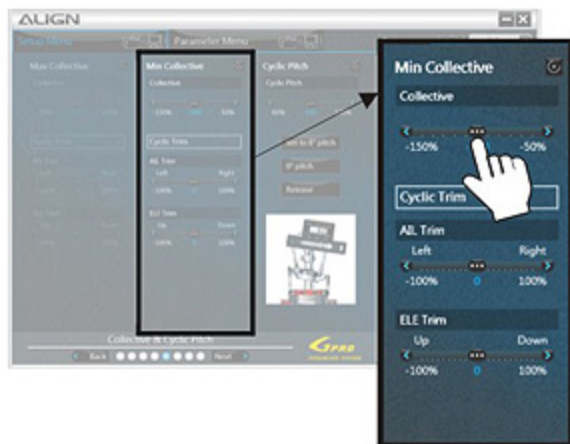 ALIGN
Setup Menu
Parameter Menu
Max Collective
Min Collective
Cyclic Pitch
Collective
Collective
Cyclic Pitch
-150% -50%
Cyclic Trim
AIL Trim
Left Right
-100% 0 100%
ELE Trim
Up Down
-100% 0 100%
0° pitch
Release
Collective & Cyclic Pitch
Back
Next
GPRO
Min Collective
Collective
-150% -50%
Cyclic Trim
AIL Trim
Left Right
-100% 0 100%
ELE Trim
Up Down
-100% 0 100%